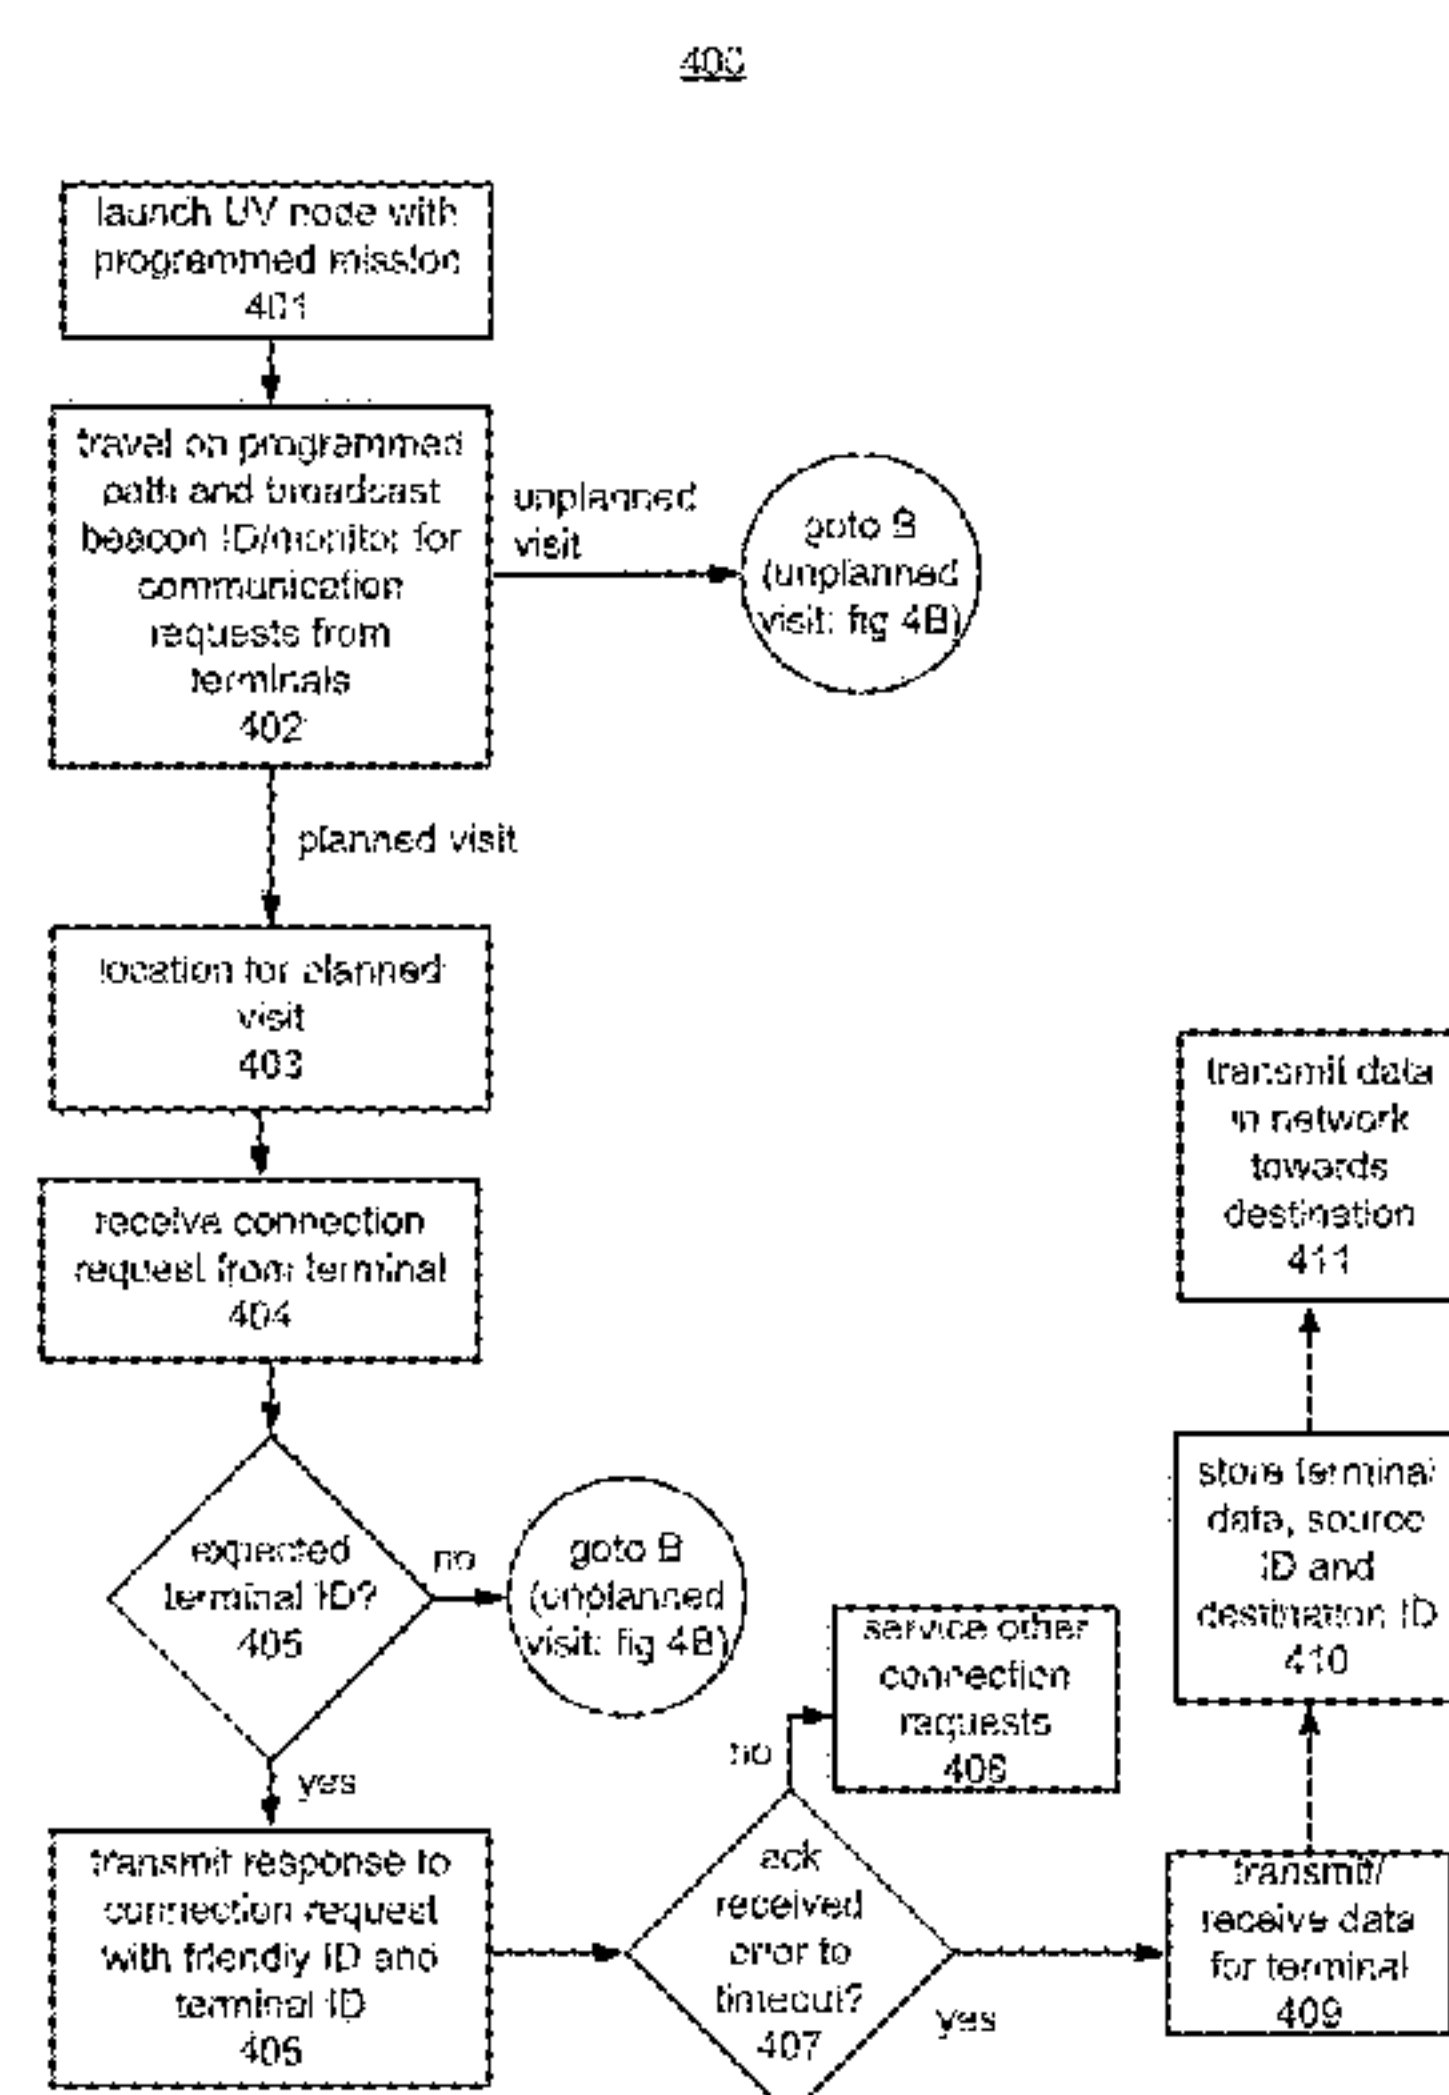 400
launch UV node with
programmed mission
401
travel on programmed
path and broadcast
beacon ID/monitor for
communication
requests from
terminals
402
unplanned
visit
goto B
(unplanned
visit: fig 4B)
planned visit
location for planned
visit
403
receive connection
request from terminal
404
expected
terminal ID?
405
no
goto B
(unplanned
visit: fig 4B)
yes
transmit response to
connection request
with friendly ID and
terminal ID
406
ack
received
prior to
timeout?
407
no
service other
connection
requests
408
yes
transmit/
receive data
for terminal
409
store terminal
data, source
ID and
destination ID
410
transmit data
in network
towards
destination
411